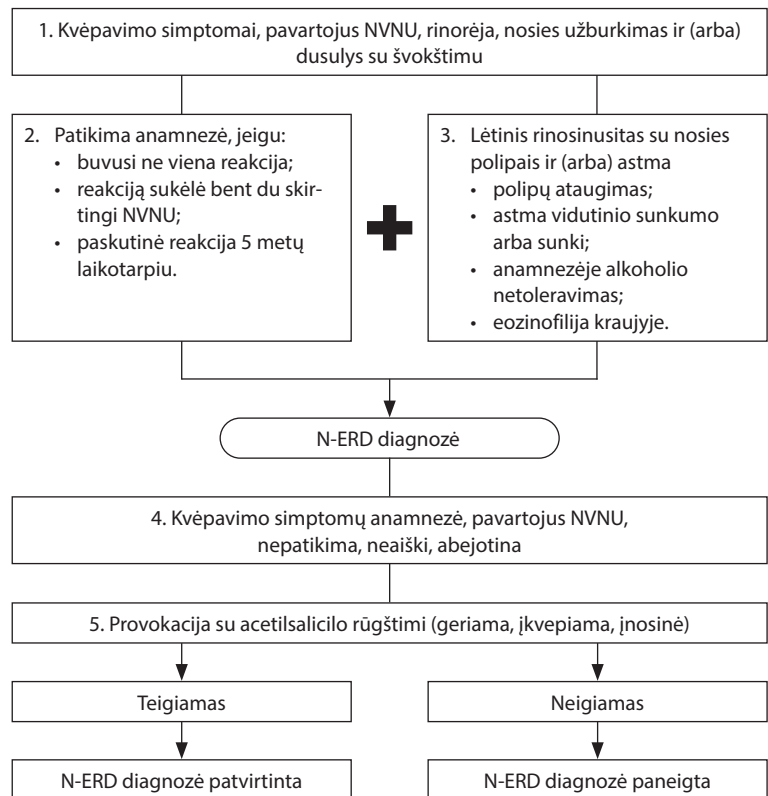 1. Kvėpavimo simptomai, pavartojus NVNU, rinorėja, nosies užburkimas ir (arba)
dusulys su švokštimu
2. Patikima anamnezė, jeigu:
• buvusi ne viena reakcija;
• reakciją sukėlė bent du skir-
tingi NVNU;
• paskutinė reakcija 5 metų
laikotarpiu.
3. Lėtinis rinosinusitas su nosies
polipais ir (arba) astma
• polipų ataugimas;
• astma vidutinio sunkumo
arba sunki;
• anamnezėje alkoholio
netoleravimas;
• eozinofilija kraujyje.
N-ERD diagnozė
4. Kvėpavimo simptomų anamnezė, pavartojus NVNU,
nepatikima, neaiški, abejotina
5. Provokacija su acetilsalicilo rūgštimi (geriama, įkvepiama, įnosinė)
Teigiamas
Neigiamas
N-ERD diagnozė patvirtinta
N-ERD diagnozė paneigta